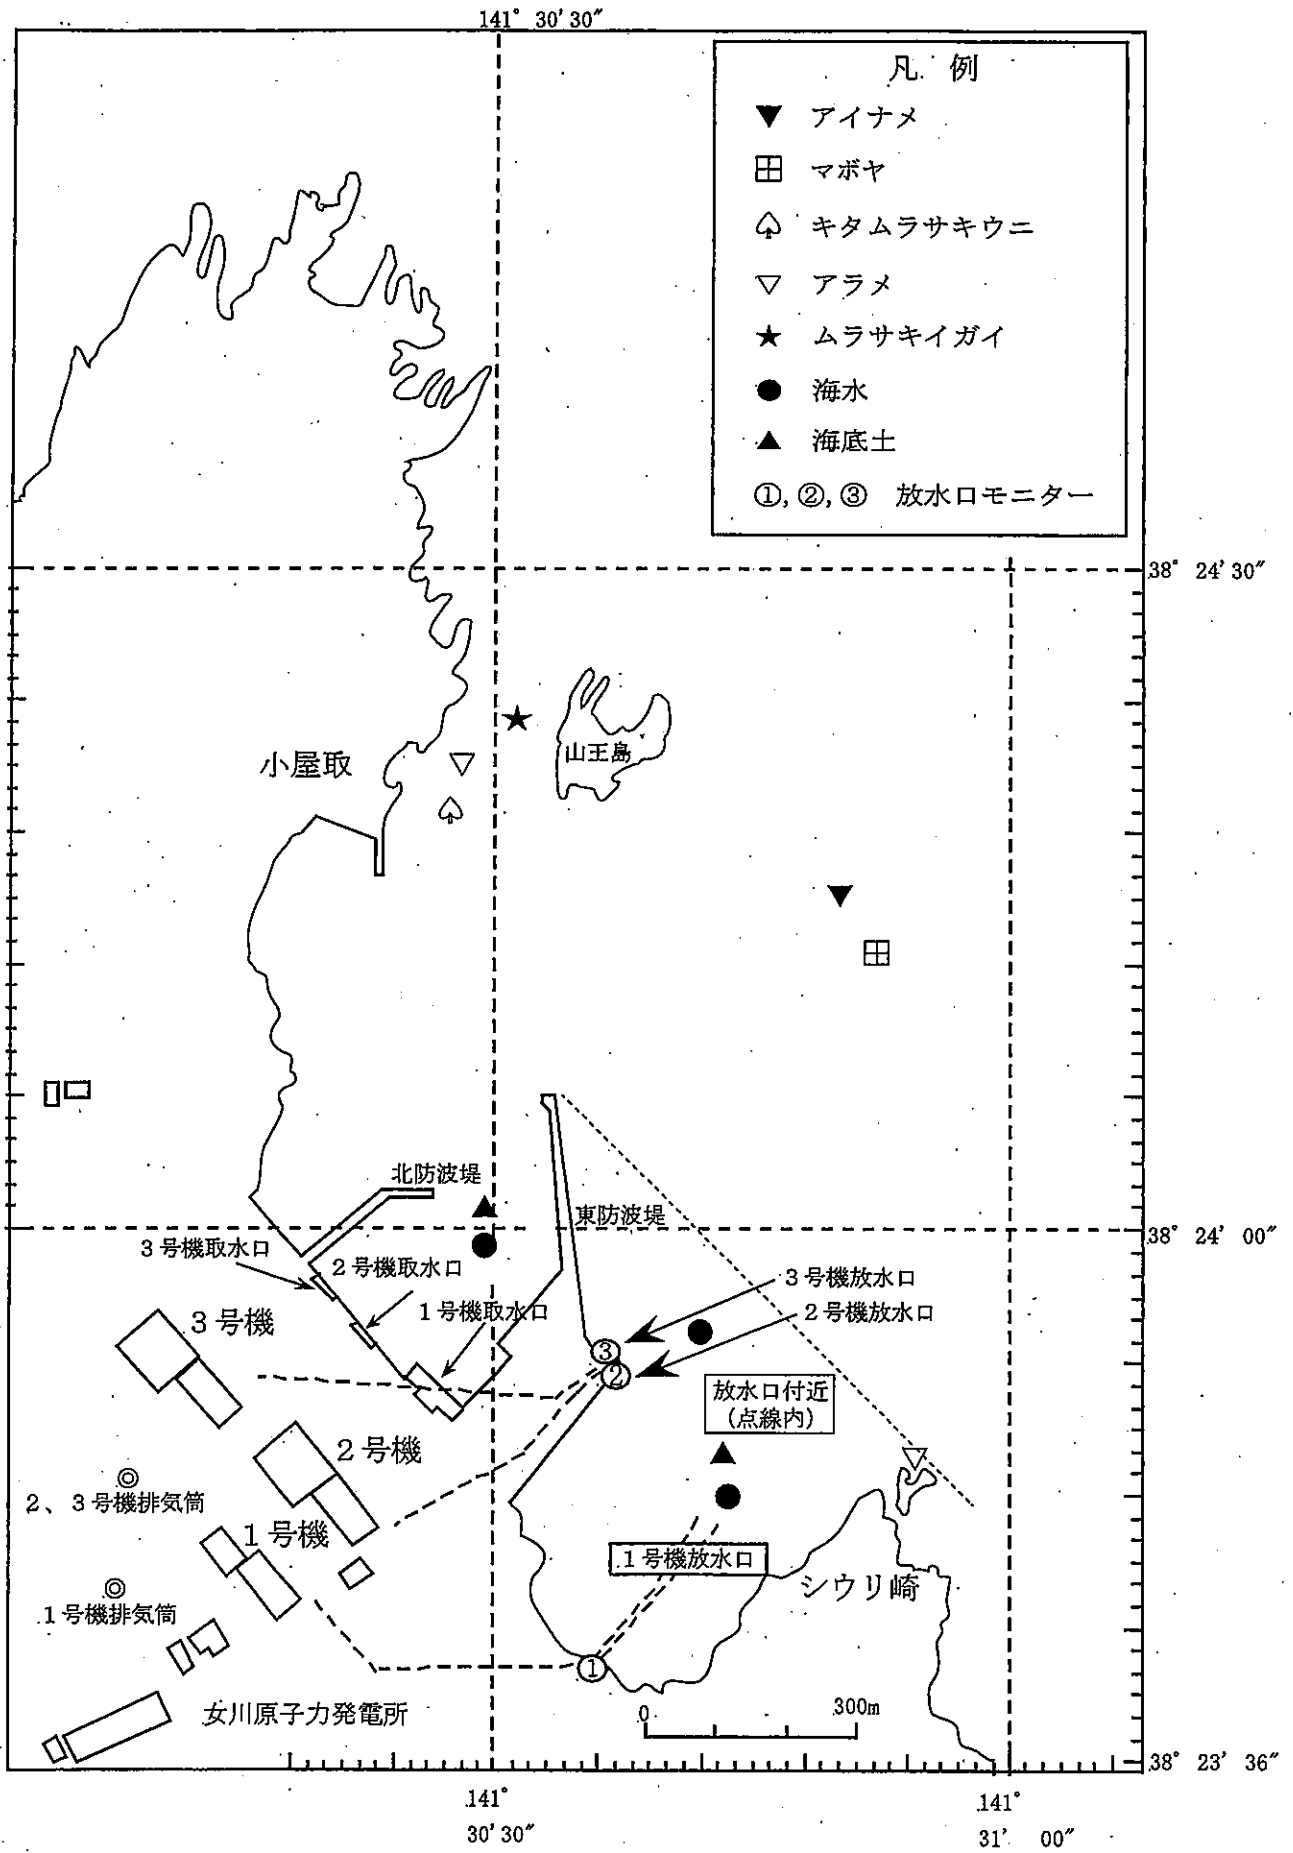 141° 30′30″
凡 例
アイナメ
マボヤ
キタムラサキウニ
アラメ
ムラサキイガイ
海水
海底土
①,②,③ 放水口モニター
38° 24′30″
山王島
小屋取
北防波堤
東防波堤
38° 24′ 00″
3号機取水口
2号機取水口
1号機取水口
3号機放水口
2号機放水口
3号機
③
②
放水口付近
(点線内)
2号機
2、3号機排気筒
1号機
1号機放水口
シウリ崎
1号機排気筒
①
女川原子力発電所
0
300m
38° 23′ 36″
141°
30′30″
141°
31′ 00″